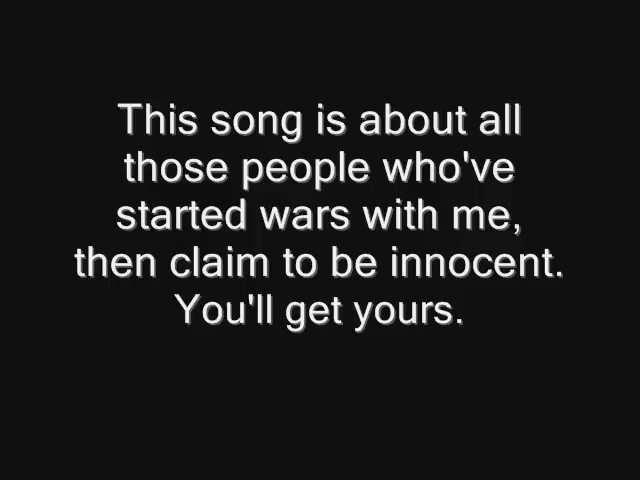 This song is about all
those people who've
started wars with me,
then claim to be innocent.
You'll get yours.